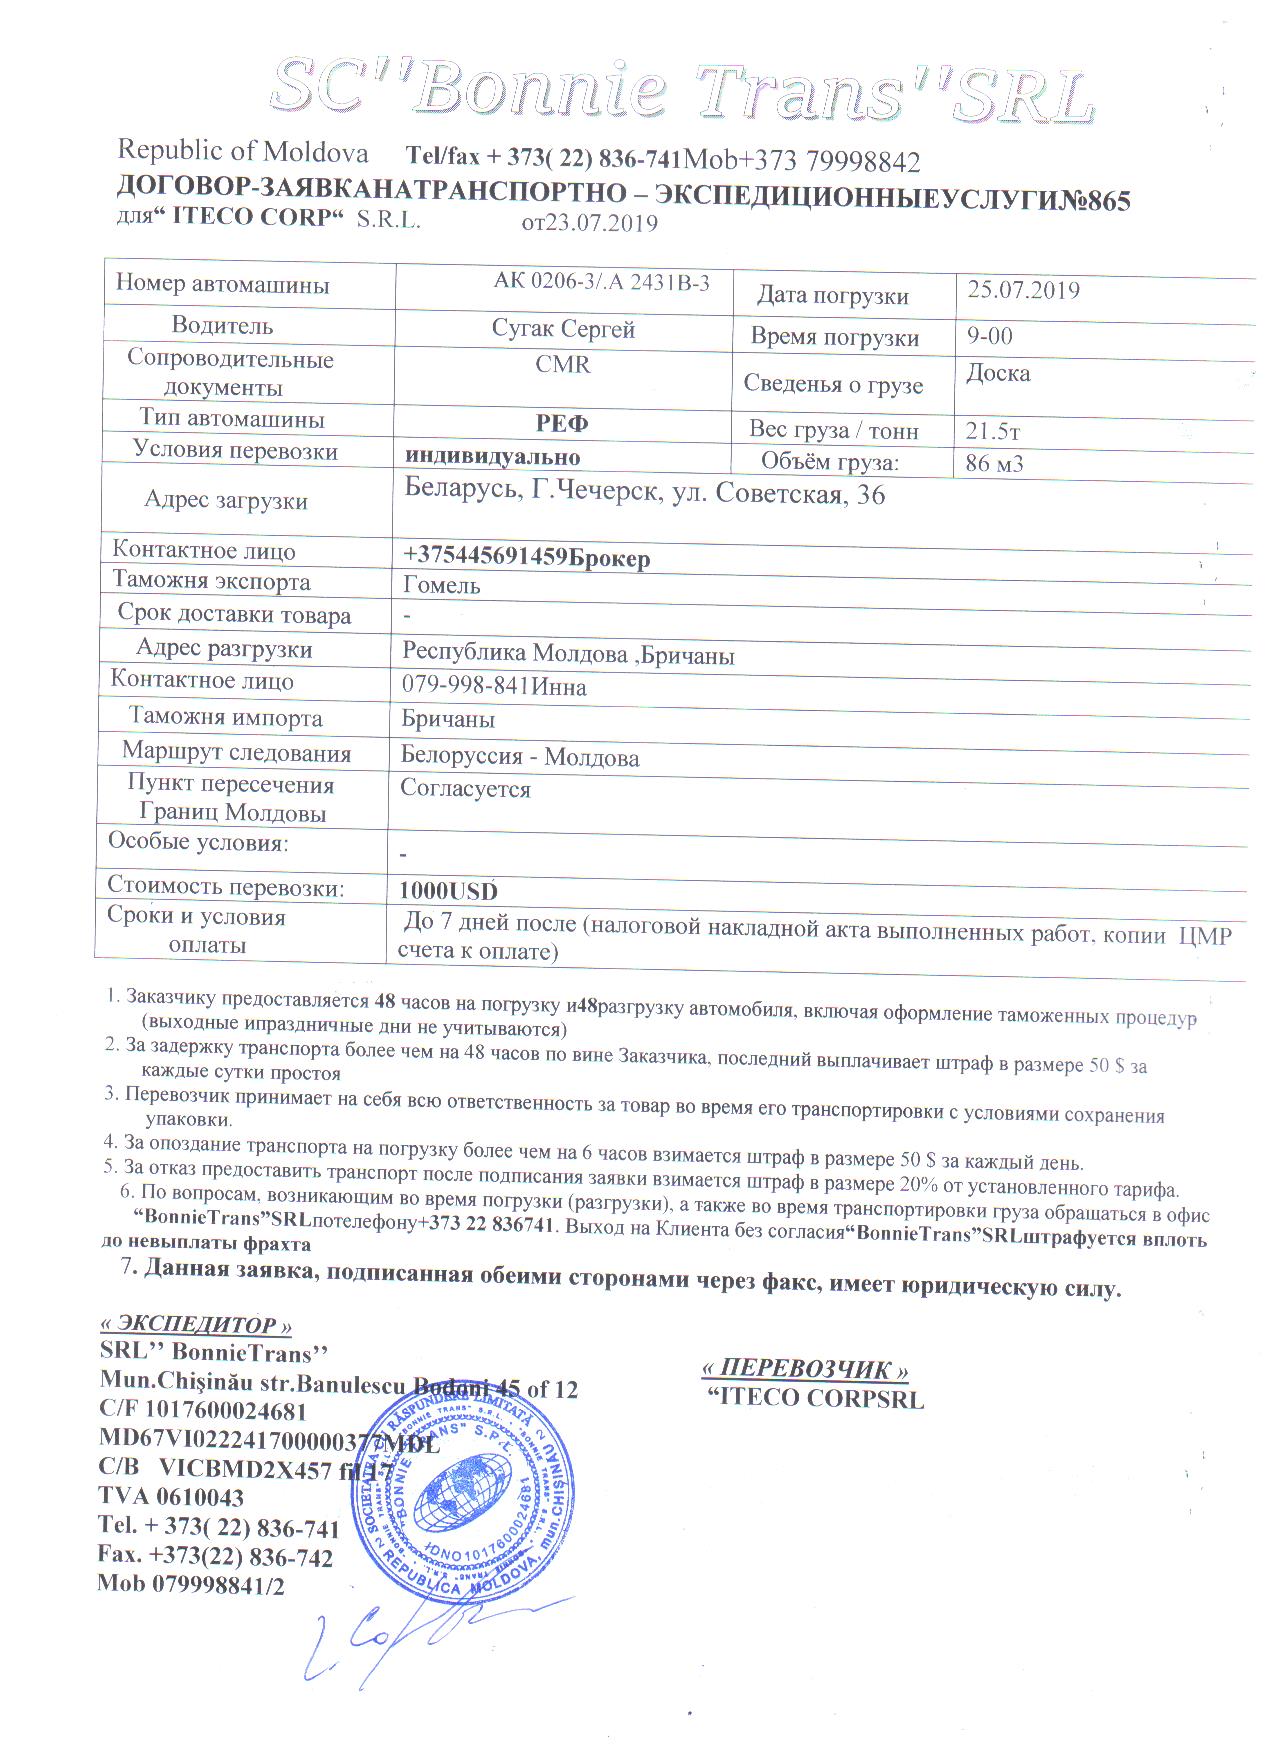 SC''Bonnie Trans''SRL
Republic of Moldova Tel/fax + 373( 22) 836-741Mob+373 79998842
ДОГОВОР-ЗАЯВКАНАТРАНСПОРТНО – ЭКСПЕДИЦИОННЫЕУСЛУГИ№865
для“ ITECO CORP“ S.R.L. от23.07.2019
Номер автомашины АК 0206-3/.А 2431В-3 Дата погрузки 25.07.2019
Водитель Сугак Сергей Время погрузки 9-00
Сопроводительные документы CMR Сведенья о грузе Доска
Тип автомашины РЕФ Вес груза / тонн 21.5т
Условия перевозки индивидуально Объём груза: 86 м3
Адрес загрузки Беларусь, Г.Чечерск, ул. Советская, 36
Контактное лицо +375445691459Брокер
Таможня экспорта Гомель
Срок доставки товара -
Адрес разгрузки Республика Молдова ,Бричаны
Контактное лицо 079-998-841Инна
Таможня импорта Бричаны
Маршрут следования Белоруссия - Молдова
Пункт пересечения Границ Молдовы Согласуется
Особые условия: -
Стоимость перевозки: 1000USD
Сроки и условия оплаты До 7 дней после (налоговой накладной акта выполненных работ, копии ЦМР
счета к оплате)
1. Заказчику предоставляется 48 часов на погрузку и48разгрузку автомобиля, включая оформление таможенных процедур
(выходные ипраздничные дни не учитываются)
2. За задержку транспорта более чем на 48 часов по вине Заказчика, последний выплачивает штраф в размере 50 $ за
каждые сутки простоя
3. Перевозчик принимает на себя всю ответственность за товар во время его транспортировки с условиями сохранения
упаковки.
4. За опоздание транспорта на погрузку более чем на 6 часов взимается штраф в размере 50 $ за каждый день.
5. За отказ предоставить транспорт после подписания заявки взимается штраф в размере 20% от установленного тарифа.
6. По вопросам, возникающим во время погрузки (разгрузки), а также во время транспортировки груза обращаться в офис
“BonnieTrans”SRLпотелефону+373 22 836741. Выход на Клиента без согласия“BonnieTrans”SRLштрафуется вплоть
до невыплаты фрахта
7. Данная заявка, подписанная обеими сторонами через факс, имеет юридическую силу.
« ЭКСПЕДИТОР »
SRL’’ BonnieTrans’’
Mun.Chişinău str.Banulescu Bodoni 45 of 12
C/F 1017600024681
MD67VI022241700000377MDL
C/B VICBMD2X457 fil 17
TVA 0610043
Tel. + 373( 22) 836-741
Fax. +373(22) 836-742
Mob 079998841/2
« ПЕРЕВОЗЧИК »
“ITECO CORPSRL
SOCIETATEA CU RĂSPUNDERE LIMITATĂ
REPUBLICA MOLDOVA, mun.CHIŞINĂU
"BONNIE TRANS" S.R.L.
IDNO1017600024681